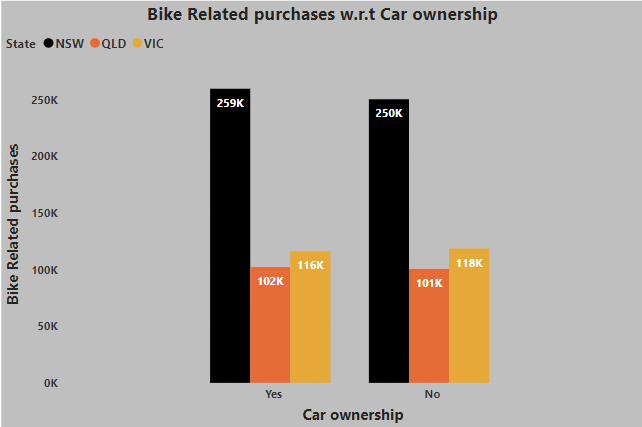 Bike Related purchases w.r.t Car ownership
State NSW QLD VIC
250K
200K
150K
100K
50K
0K
Bike Related purchases
259K
102K
116K
250K
101K
118K
Yes
No
Car ownership